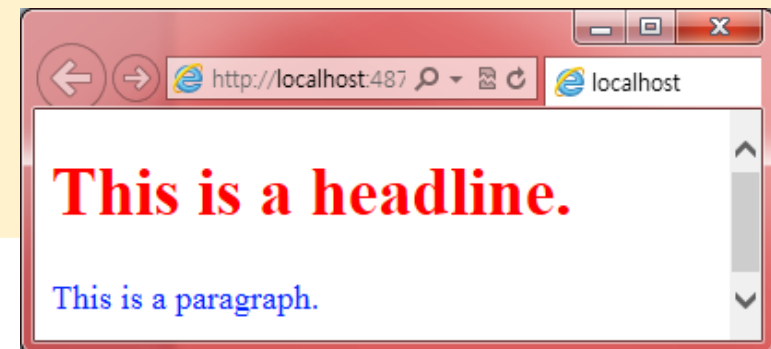 http://localhost:487
localhost
This is a headline.
This is a paragraph.